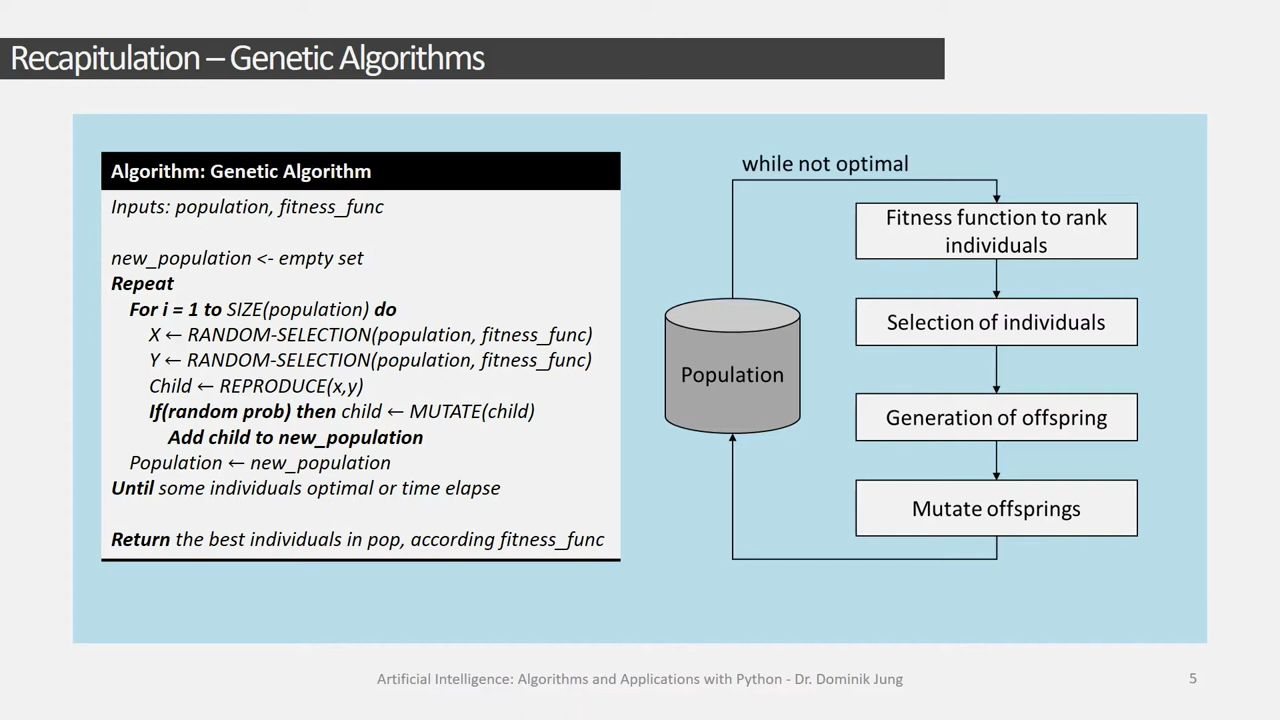 Recapitulation – Genetic Algorithms
Algorithm: Genetic Algorithm
Inputs: population, fitness_func
new_population <- empty set
Repeat
For i = 1 to SIZE(population) do
X ← RANDOM-SELECTION(population, fitness_func)
Y ← RANDOM-SELECTION(population, fitness_func)
Child ← REPRODUCE(x,y)
If(random prob) then child ← MUTATE(child)
Add child to new_population
Population ← new_population
Until some individuals optimal or time elapse
Return the best individuals in pop, according fitness_func
while not optimal
Fitness function to rank
individuals
Selection of individuals
Population
Generation of offspring
Mutate offsprings
Artificial Intelligence: Algorithms and Applications with Python - Dr. Dominik Jung
5